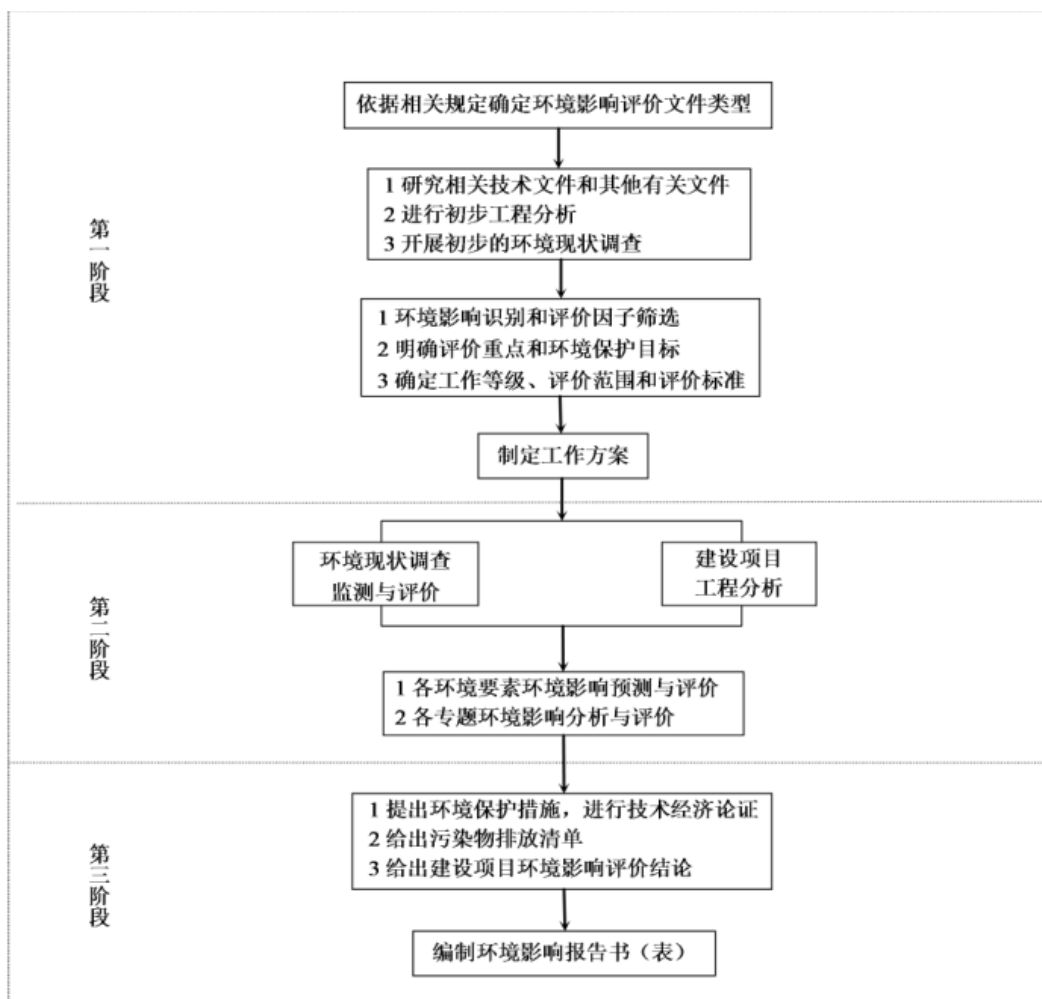 依据相关规定确定环境影响评价文件类型
1 研究相关技术文件和其他有关文件
2 进行初步工程分析
3 开展初步的环境现状调查
第一阶段
1 环境影响识别和评价因子筛选
2 明确评价重点和环境保护目标
3 确定工作等级、评价范围和评价标准
制定工作方案
环境现状调查
监测与评价
建设项目
工程分析
第二阶段
1 各环境要素环境影响预测与评价
2 各专题环境影响分析与评价
1 提出环境保护措施，进行技术经济论证
2 给出污染物排放清单
3 给出建设项目环境影响评价结论
第三阶段
编制环境影响报告书（表）